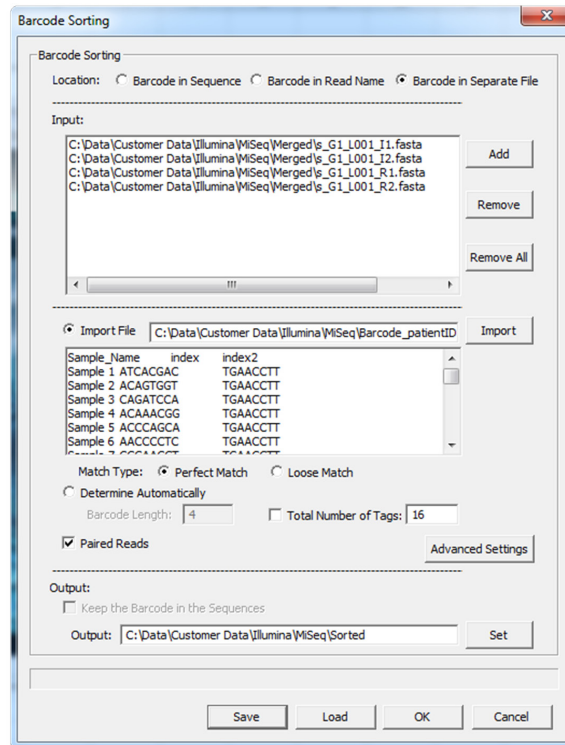 Barcode Sorting
Barcode Sorting
Location: Barcode in Sequence Barcode in Read Name Barcode in Separate File
Input:
C:\Data\Customer Data\Illumina\MiSeq\Merged\s_G1_L001_I1.fasta
C:\Data\Customer Data\Illumina\MiSeq\Merged\s_G1_L001_I2.fasta
C:\Data\Customer Data\Illumina\MiSeq\Merged\s_G1_L001_R1.fasta
C:\Data\Customer Data\Illumina\MiSeq\Merged\s_G1_L001_R2.fasta
Add
Remove
Remove All
Import File C:\Data\Customer Data\Illumina\MiSeq\Barcode_patientID Import
Sample_Name index index2
Sample 1 ATCACGAC TGAACCTT
Sample 2 ACAGTGGT TGAACCTT
Sample 3 CAGATCCA TGAACCTT
Sample 4 ACAAACGG TGAACCTT
Sample 5 ACCCAGCA TGAACCTT
Sample 6 AACCCCTC TGAACCTT
Match Type: Perfect Match Loose Match
Determine Automatically
Barcode Length: 4 Total Number of Tags: 16
Paired Reads Advanced Settings
Output:
Keep the Barcode in the Sequences
Output: C:\Data\Customer Data\Illumina\MiSeq\Sorted Set
Save Load OK Cancel